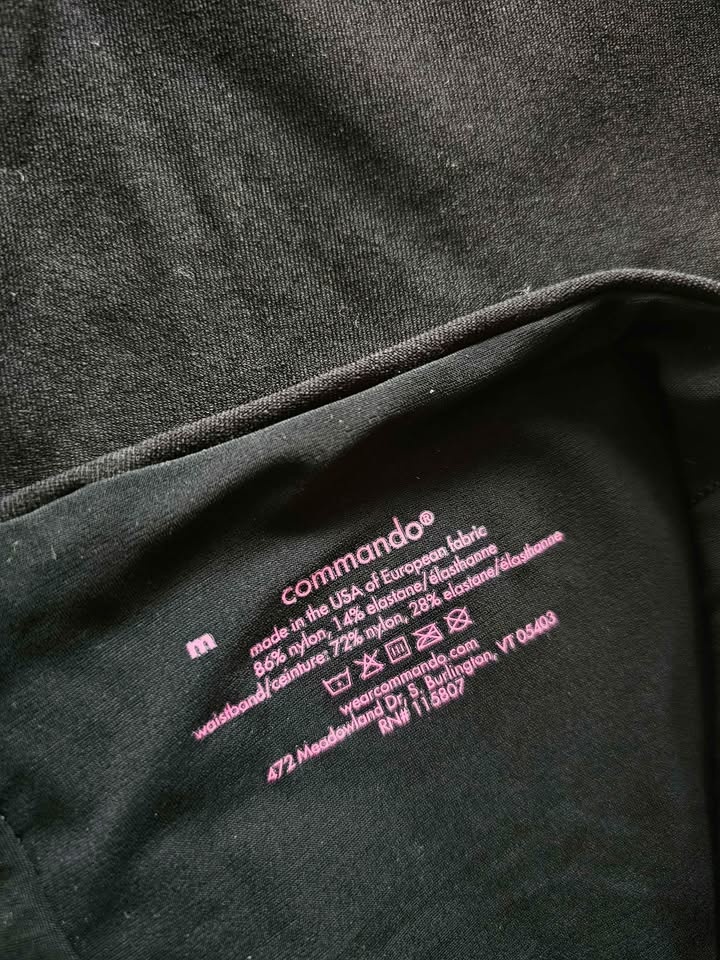 commando®
made in the USA of European fabric
86% nylon, 14% elastane/élasthanne
m
waistband/ceinture: 72% nylon, 28% elastane/élasthanne
wearcommando.com
472 Meadowland Dr, S. Burlington, VT 05403
RN# 115807